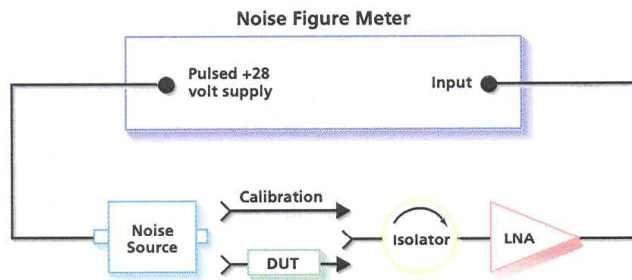 Noise Figure Meter
Pulsed +28
volt supply
Input
Calibration
Noise
Source
DUT
Isolator
LNA